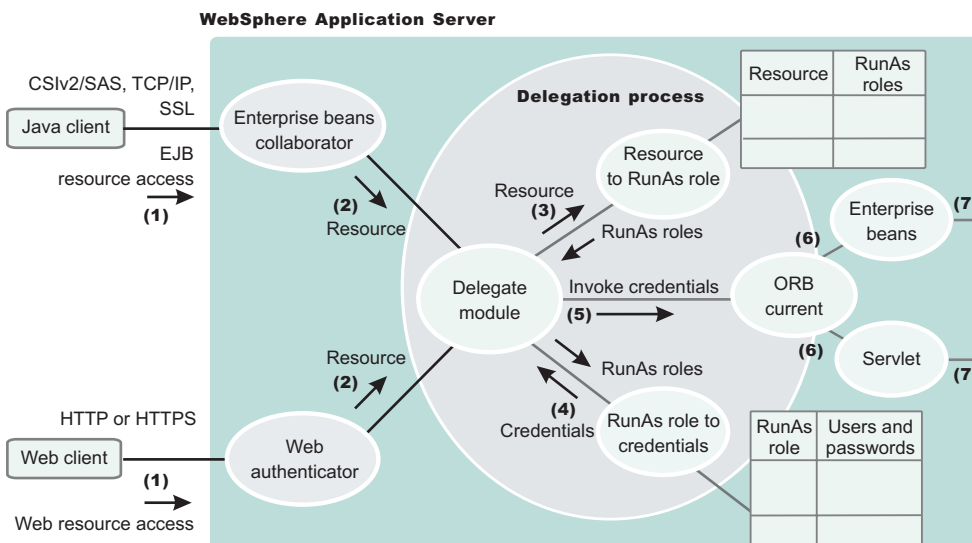 WebSphere Application Server
CSIv2/SAS, TCP/IP,
SSL
Java client
EJB
resource access
(1)
Enterprise beans
collaborator
(2)
Resource
Delegation process
Resource
RunAs
roles
Resource
to RunAs role
Resource
(3)
RunAs roles
Delegate
module
Invoke credentials
(5)
ORB
current
(6)
Enterprise
beans
(7
(6)
Servlet
(7
Resource
(2)
RunAs roles
(4)
Credentials
RunAs role to
credentials
RunAs
role
Users and
passwords
HTTP or HTTPS
Web client
(1)
Web resource access
Web
authenticator